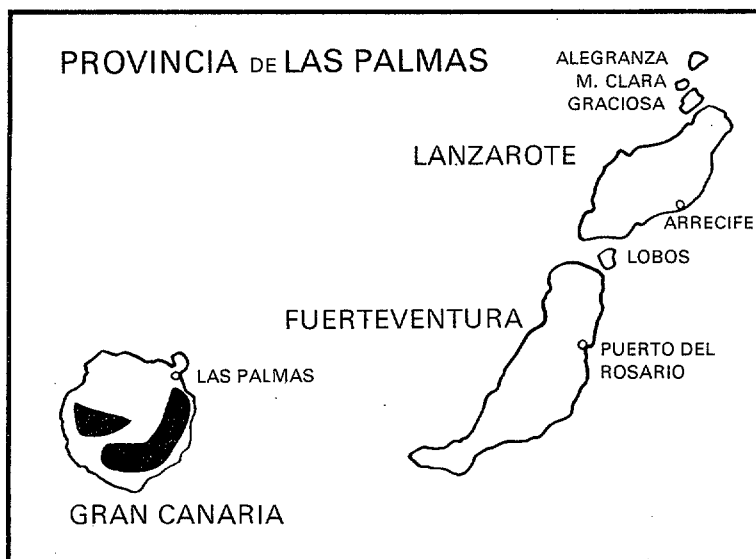 PROVINCIA DE LAS PALMAS
ALEGRANZA
M. CLARA
GRACIOSA
LANZAROTE
ARRECIFE
LOBOS
FUERTEVENTURA
PUERTO DEL
ROSARIO
LAS PALMAS
GRAN CANARIA